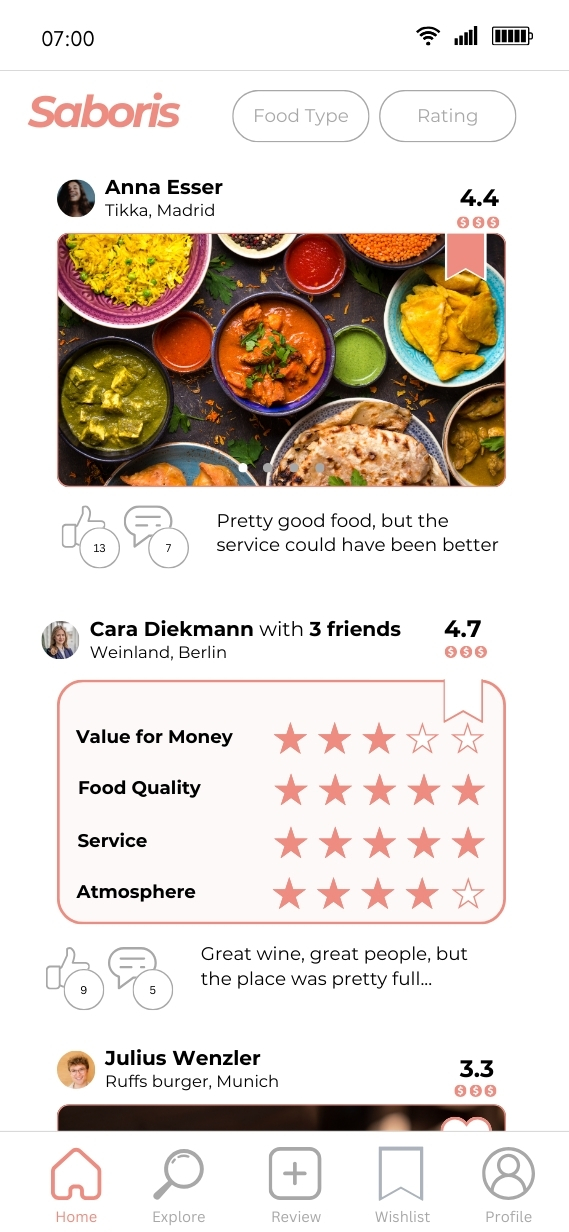 07:00
Saboris
Food Type
Rating
Anna Esser
Tikka, Madrid
4.4
$ $ $
13
7
Pretty good food, but the
service could have been better
Cara Diekmann with 3 friends
Weinland, Berlin
4.7
$ $ $
Value for Money
Food Quality
Service
Atmosphere
9
5
Great wine, great people, but
the place was pretty full...
Julius Wenzler
Ruffs burger, Munich
3.3
$ $ $
Home
Explore
Review
Wishlist
Profile